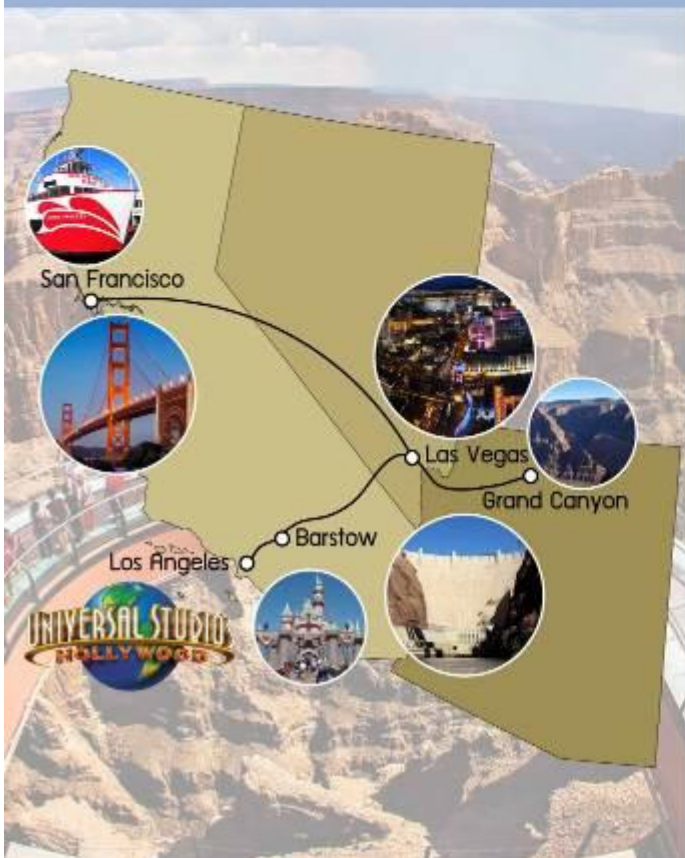 San Francisco
Las Vegas
Grand Canyon
Barstow
Los Angeles
UNIVERSAL STUDIOS
HOLLYWOOD